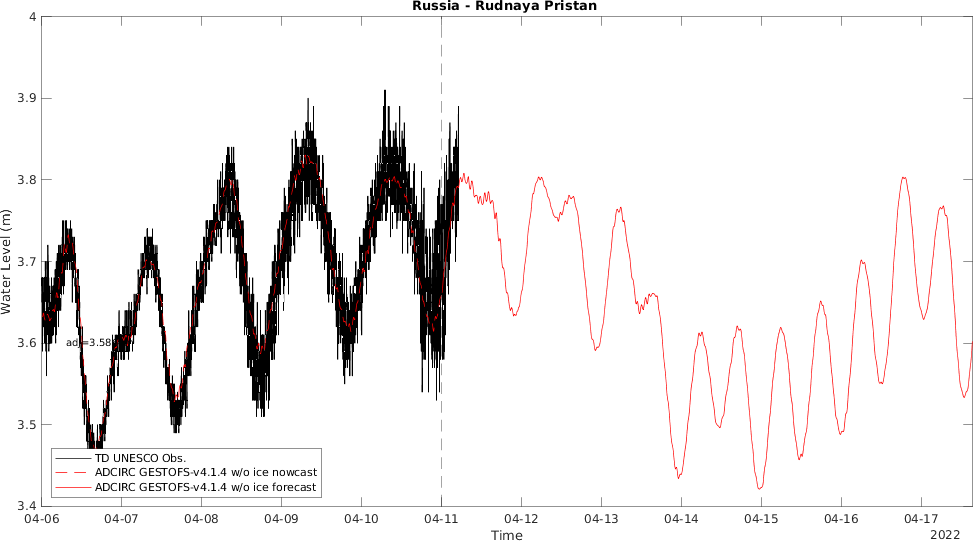 Russia - Rudnaya Pristan
4
3.9
3.8
3.7
3.6
3.5
3.4
Water Level (m)
adj=3.58
TD UNESCO Obs.
ADCIRC GESTOFS-v4.1.4 w/o ice nowcast
ADCIRC GESTOFS-v4.1.4 w/o ice forecast
04-06 04-07 04-08 04-09 04-10 04-11 04-12 04-13 04-14 04-15 04-16 04-17
Time
2022